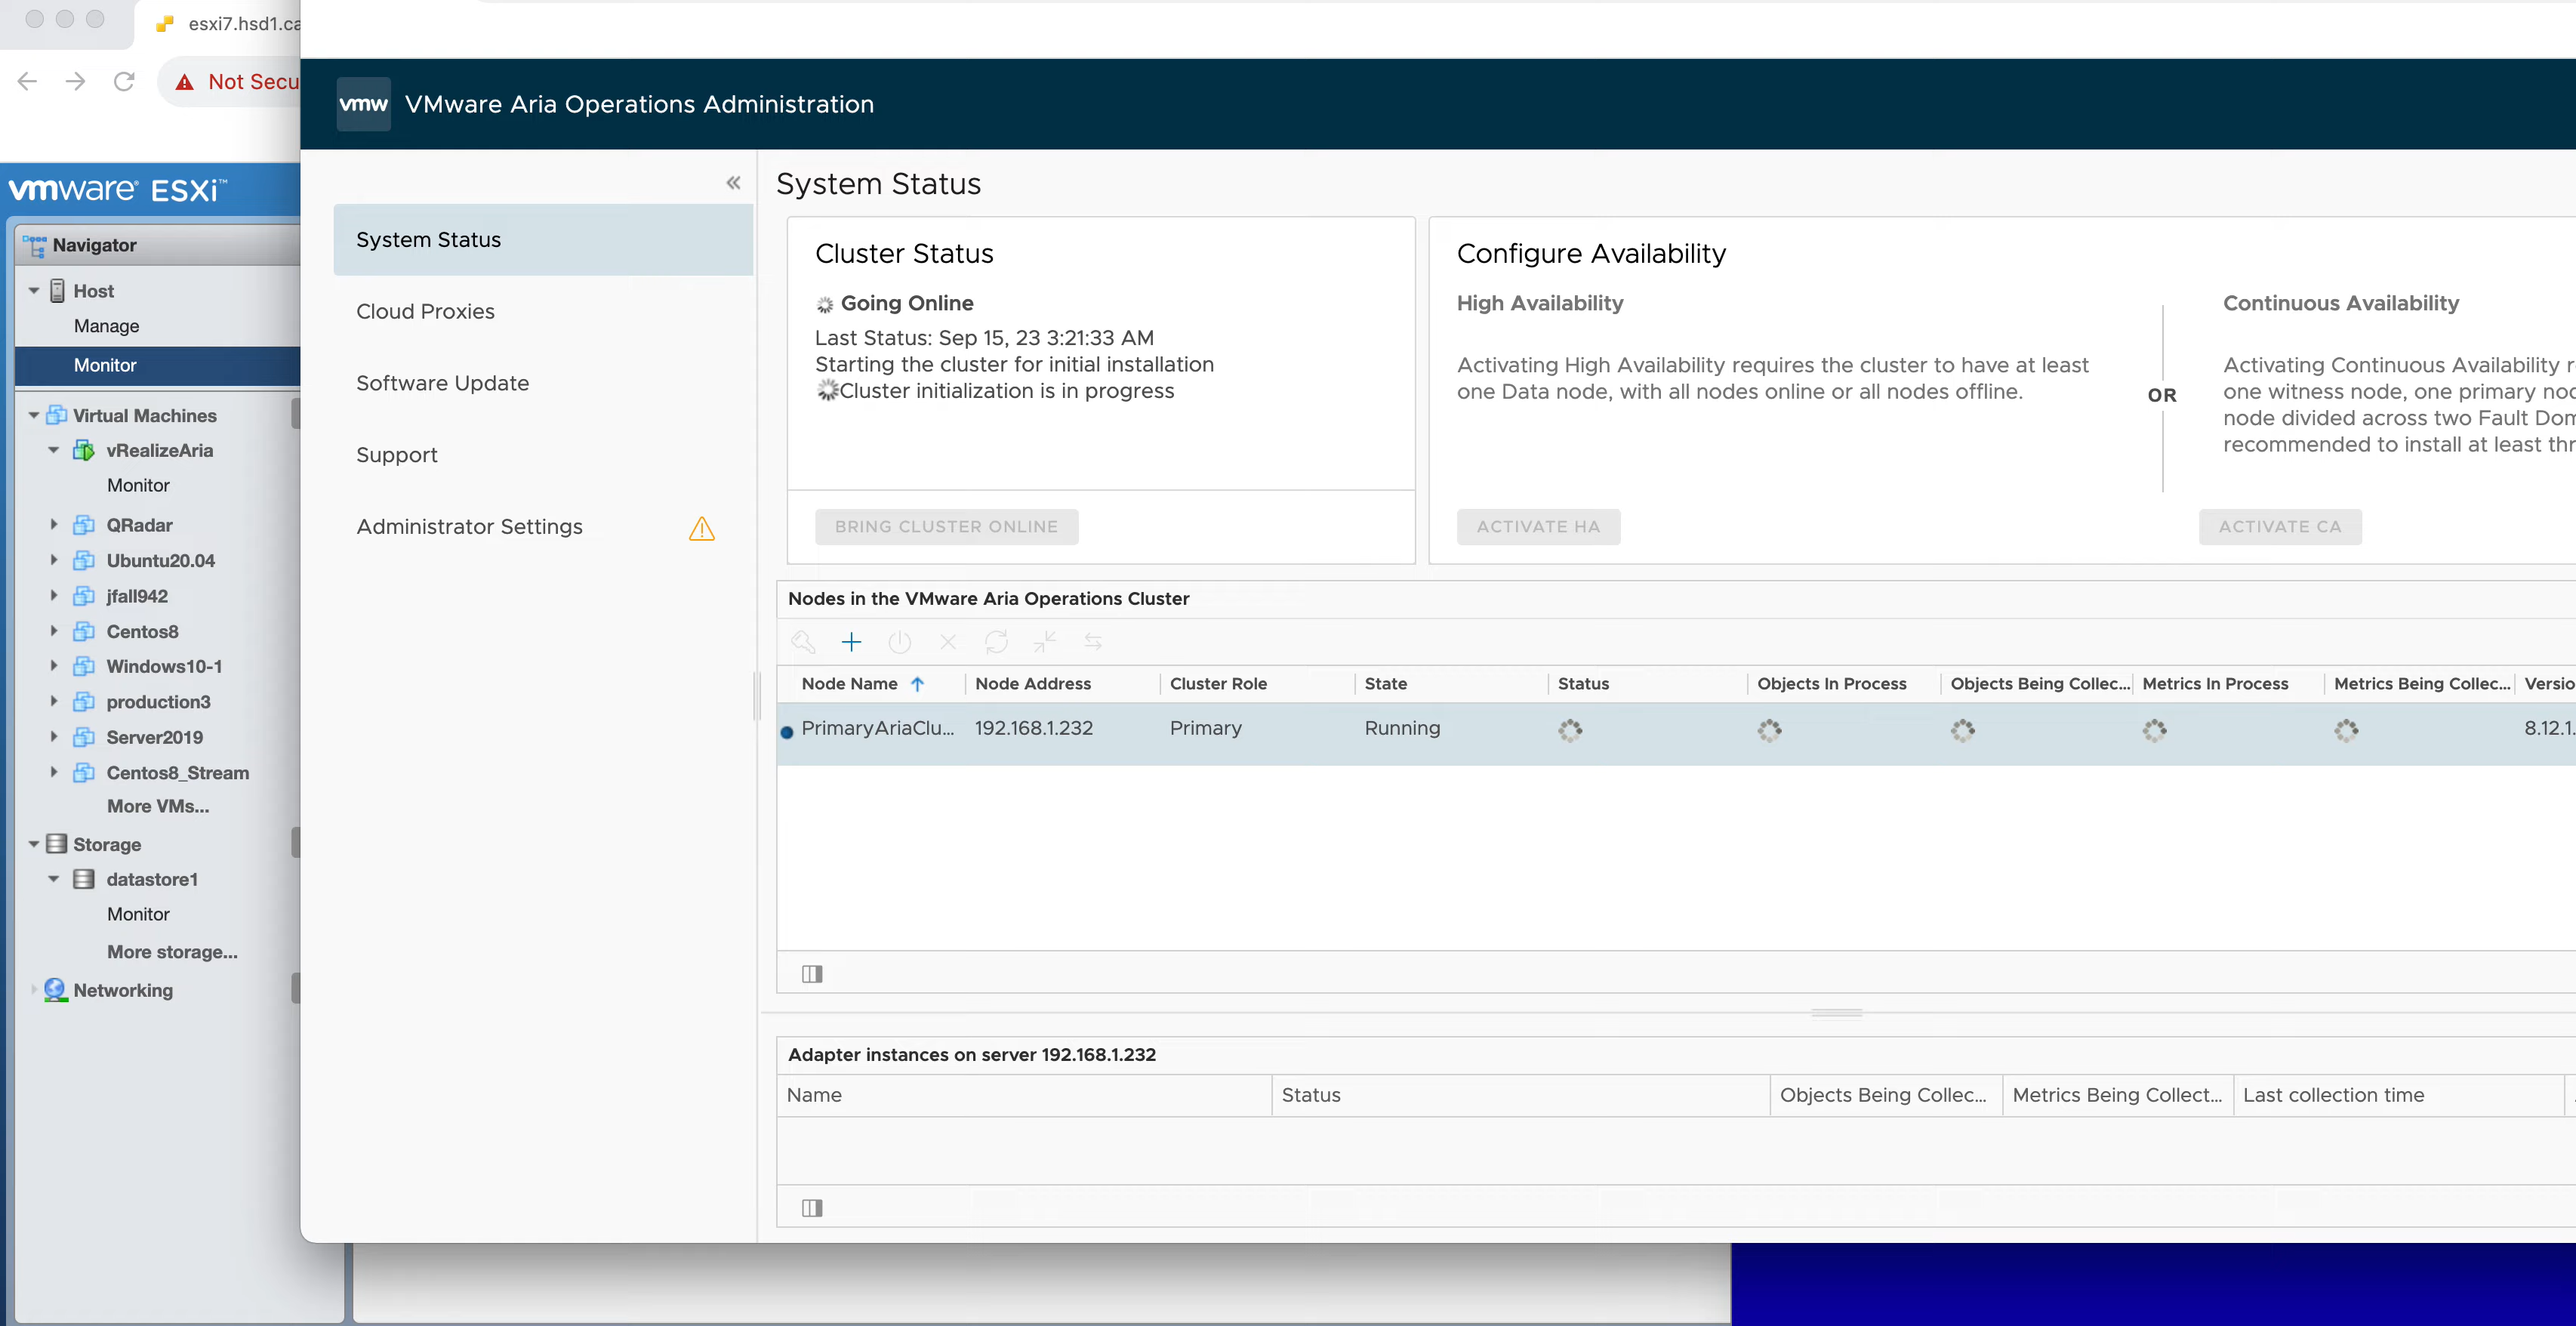 esxi7.hsd1.ca
Not Secu
vmware® ESXi™
Navigator
Host
Manage
Monitor
Virtual Machines
vRealizeAria
Monitor
QRadar
Ubuntu20.04
jfall942
Centos8
Windows10-1
production3
Server2019
Centos8_Stream
More VMs...
Storage
datastore1
Monitor
More storage...
Networking
vmw VMware Aria Operations Administration
System Status
Cloud Proxies
Software Update
Support
Administrator Settings
System Status
Cluster Status
Going Online
Last Status: Sep 15, 23 3:21:33 AM
Starting the cluster for initial installation
Cluster initialization is in progress
BRING CLUSTER ONLINE
Configure Availability
High Availability
Activating High Availability requires the cluster to have at least
one Data node, with all nodes online or all nodes offline.
ACTIVATE HA
OR
Continuous Availability
Activating Continuous Availability r
one witness node, one primary nod
node divided across two Fault Dom
recommended to install at least thr
ACTIVATE CA
Nodes in the VMware Aria Operations Cluster
Node Name Node Address Cluster Role State Status Objects In Process Objects Being Collec... Metrics In Process Metrics Being Collec... Versio
PrimaryAriaClu... 192.168.1.232 Primary Running 8.12.1.
Adapter instances on server 192.168.1.232
Name Status Objects Being Collec... Metrics Being Collect... Last collection time